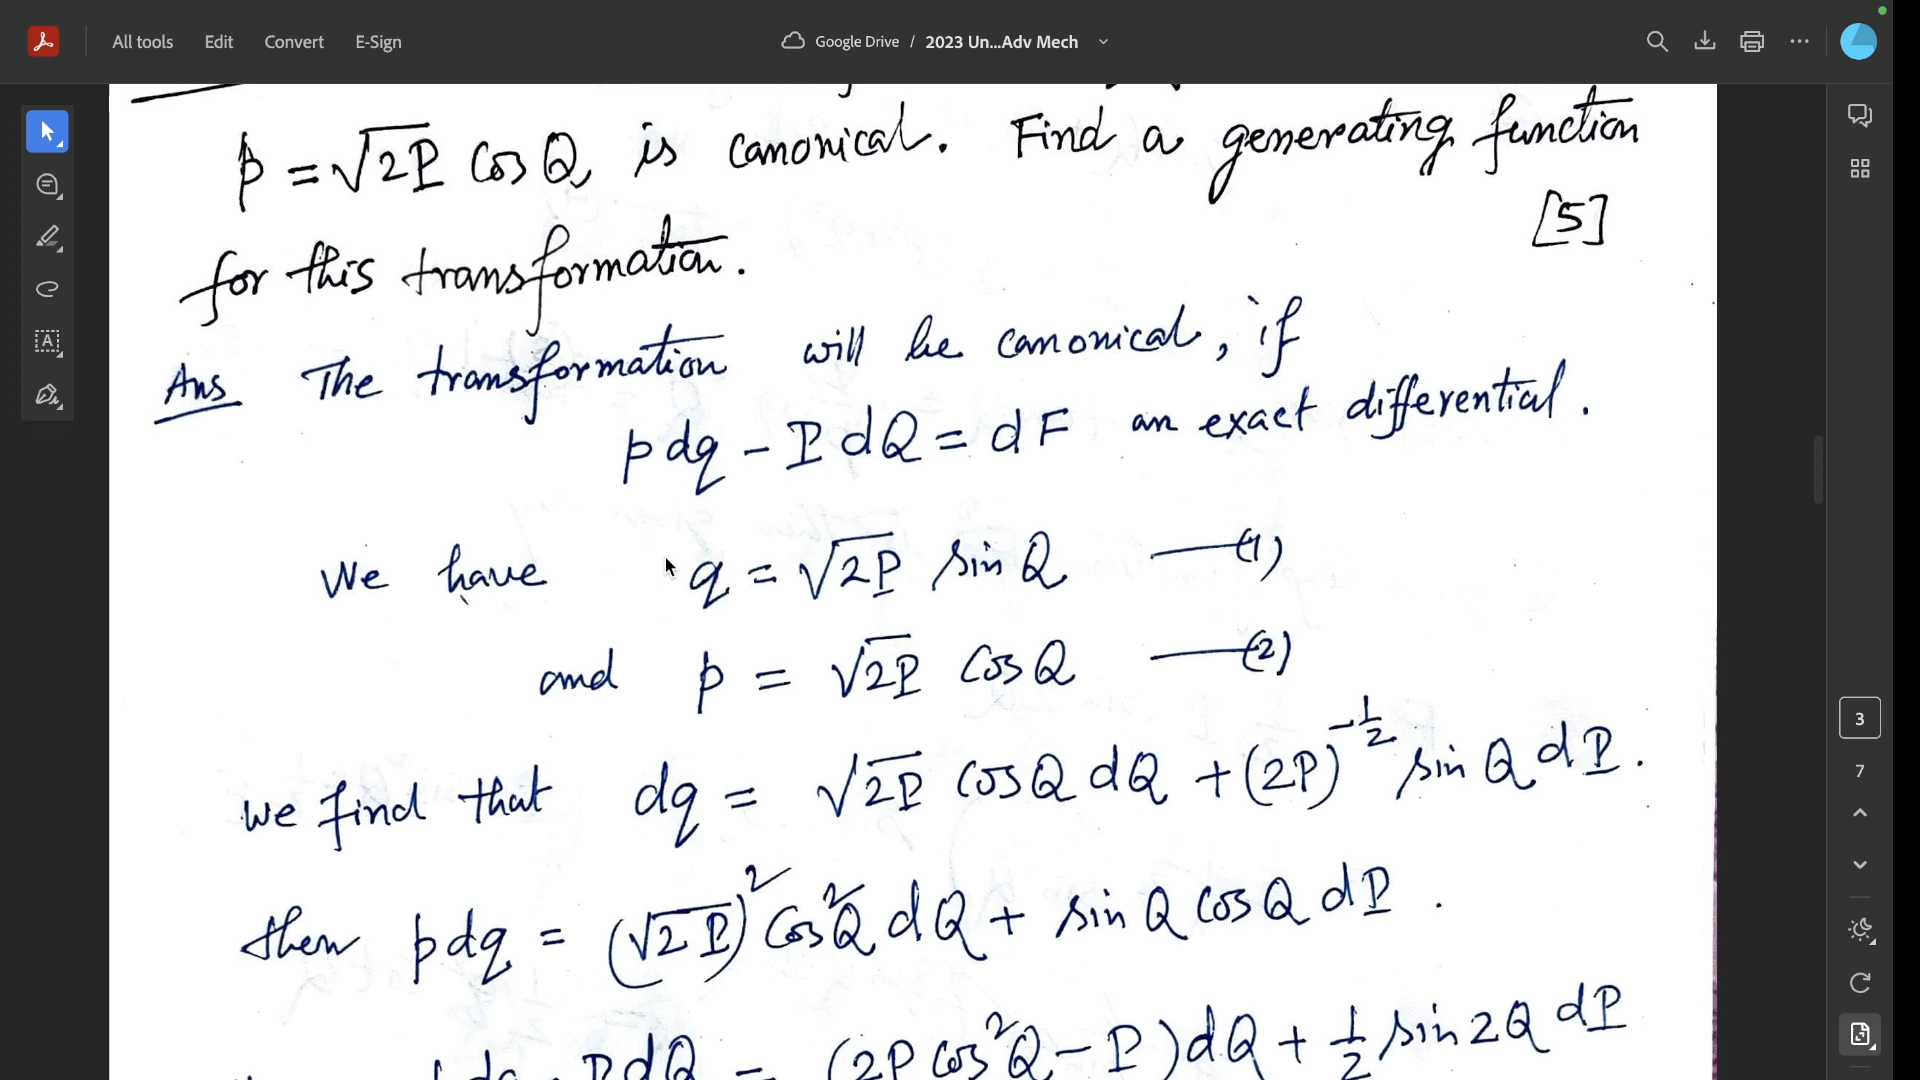 All tools Edit Convert E-Sign Google Drive / 2023 Un...Adv Mech
p = √2P Cos Q, is canonical. Find a generating function
[5]
for this transformation.
Ans The transformation will be canonical, if
p dq - P dQ = dF an exact differential.
We have q = √2P sin Q —(1)
and p = √2P Cos Q —(2)
we find that dq = √2P Cos Q dQ + (2P)^-1/2 sin Q dP.
then p dq = (√2P)² Cos²Q dQ + sin Q Cos Q dP.
(2P Cos²Q - P) dQ + 1/2 sin 2Q dP
3
7